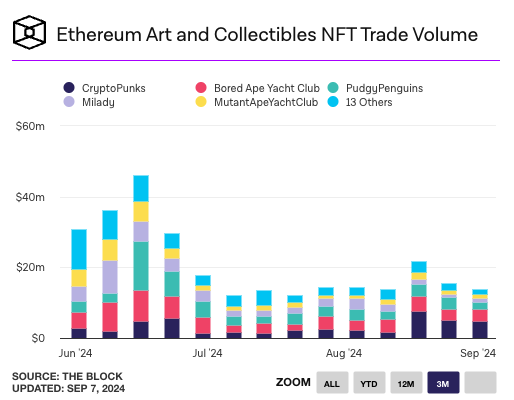 Ethereum Art and Collectibles NFT Trade Volume
CryptoPunks Bored Ape Yacht Club PudgyPenguins
Milady MutantApeYachtClub 13 Others
$60m
$40m
$20m
$0
Jun '24 Jul '24 Aug '24 Sep '24
SOURCE: THE BLOCK
UPDATED: SEP 7, 2024
ZOOM ALL YTD 12M 3M